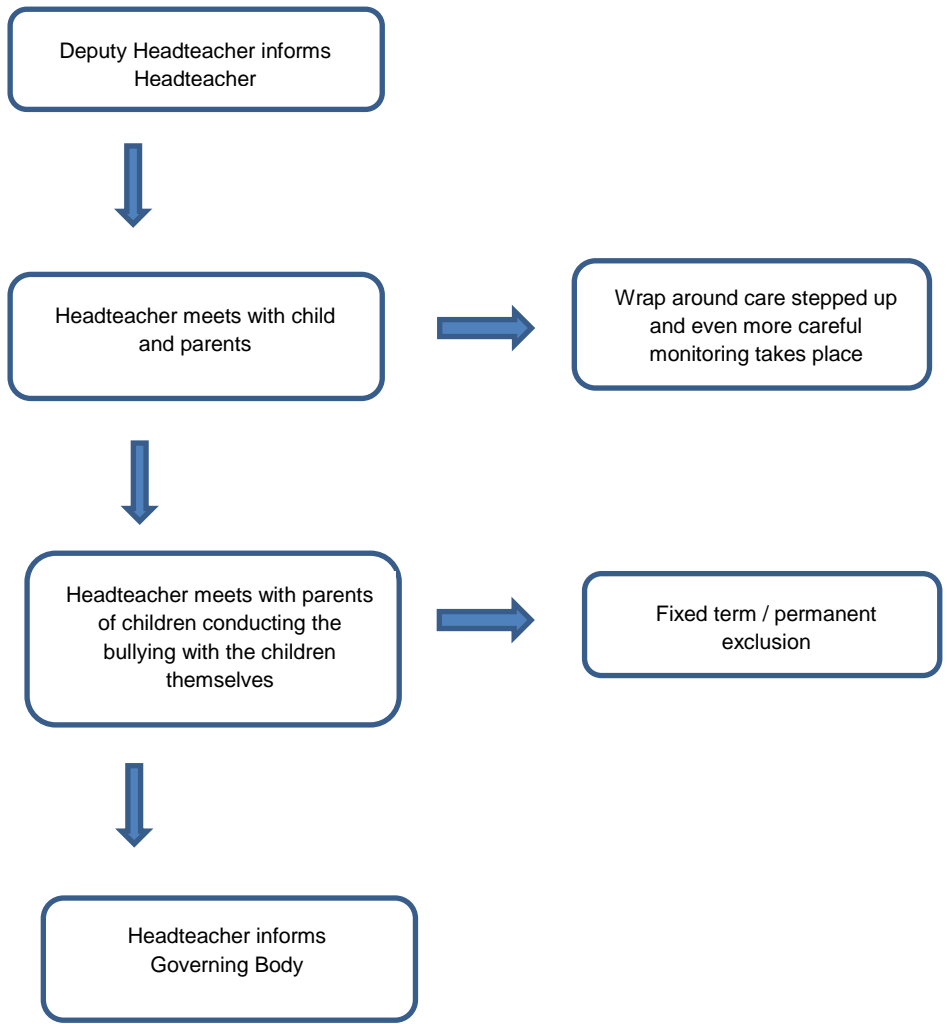 Deputy Headteacher informs
Headteacher
Headteacher meets with child
and parents
Wrap around care stepped up
and even more careful
monitoring takes place
Headteacher meets with parents
of children conducting the
bullying with the children
themselves
Fixed term / permanent
exclusion
Headteacher informs
Governing Body